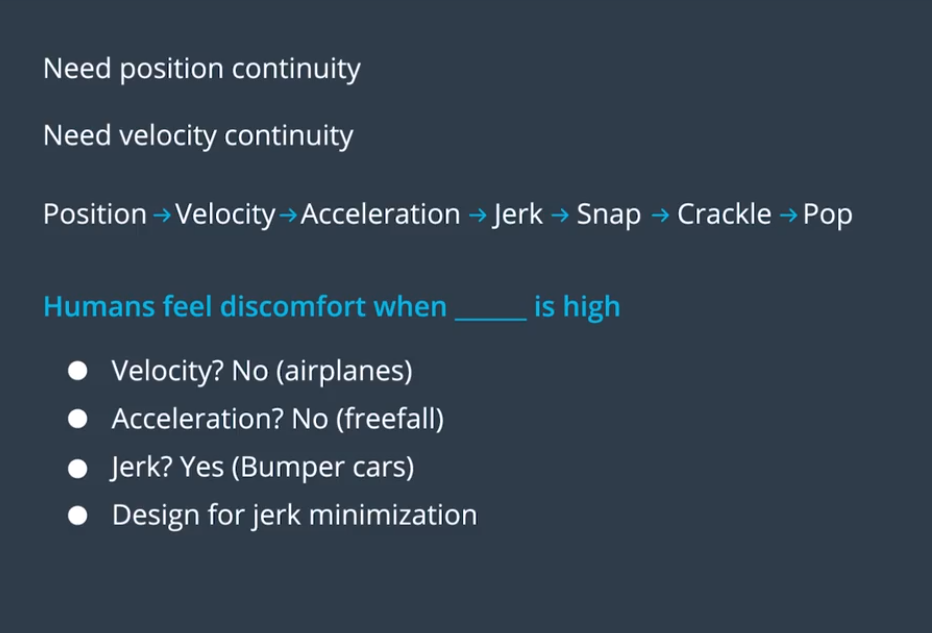 Need position continuity
Need velocity continuity
Position → Velocity → Acceleration → Jerk → Snap → Crackle → Pop
Humans feel discomfort when _____ is high
● Velocity? No (airplanes)
● Acceleration? No (freefall)
● Jerk? Yes (Bumper cars)
● Design for jerk minimization